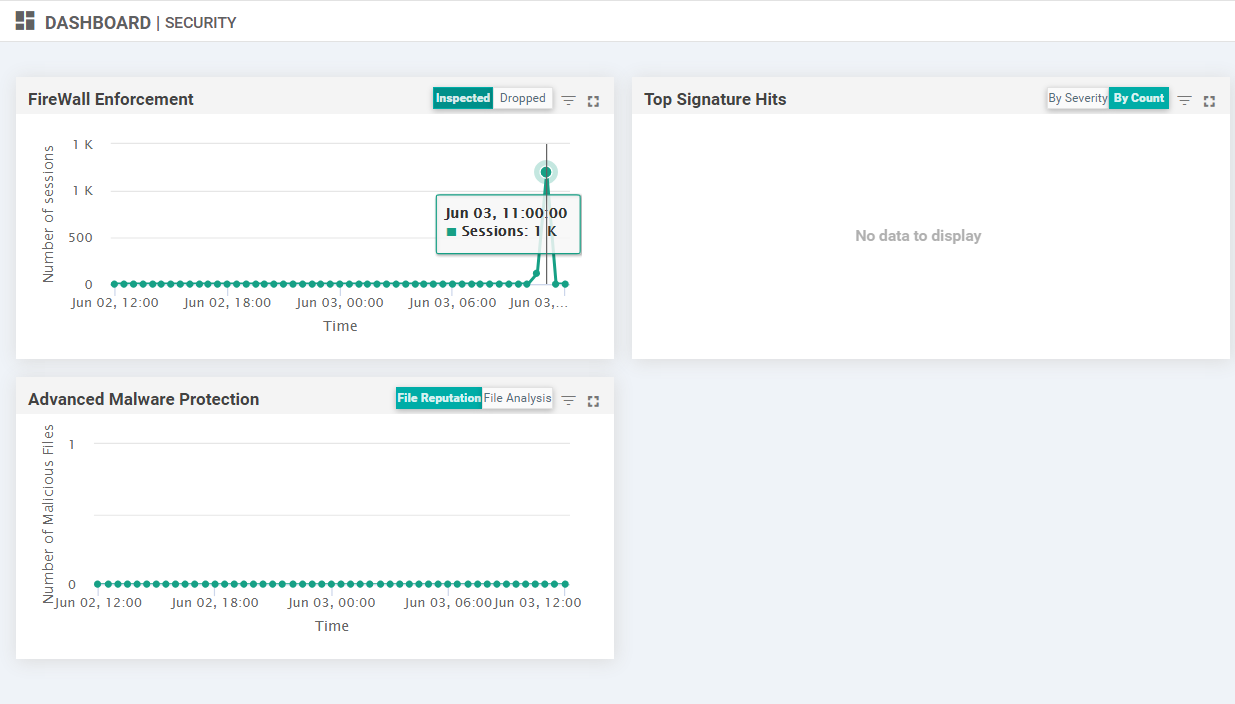 DASHBOARD | SECURITY
FireWall Enforcement
Inspected Dropped
Number of sessions
1 K
1 K
500
0
Jun 03, 11:00:00
Sessions: 1 K
Jun 02, 12:00 Jun 02, 18:00 Jun 03, 00:00 Jun 03, 06:00 Jun 03,...
Time
Top Signature Hits
By Severity By Count
No data to display
Advanced Malware Protection
File Reputation File Analysis
Number of Malicious Files
1
0
Jun 02, 12:00 Jun 02, 18:00 Jun 03, 00:00 Jun 03, 06:00 Jun 03, 12:00
Time